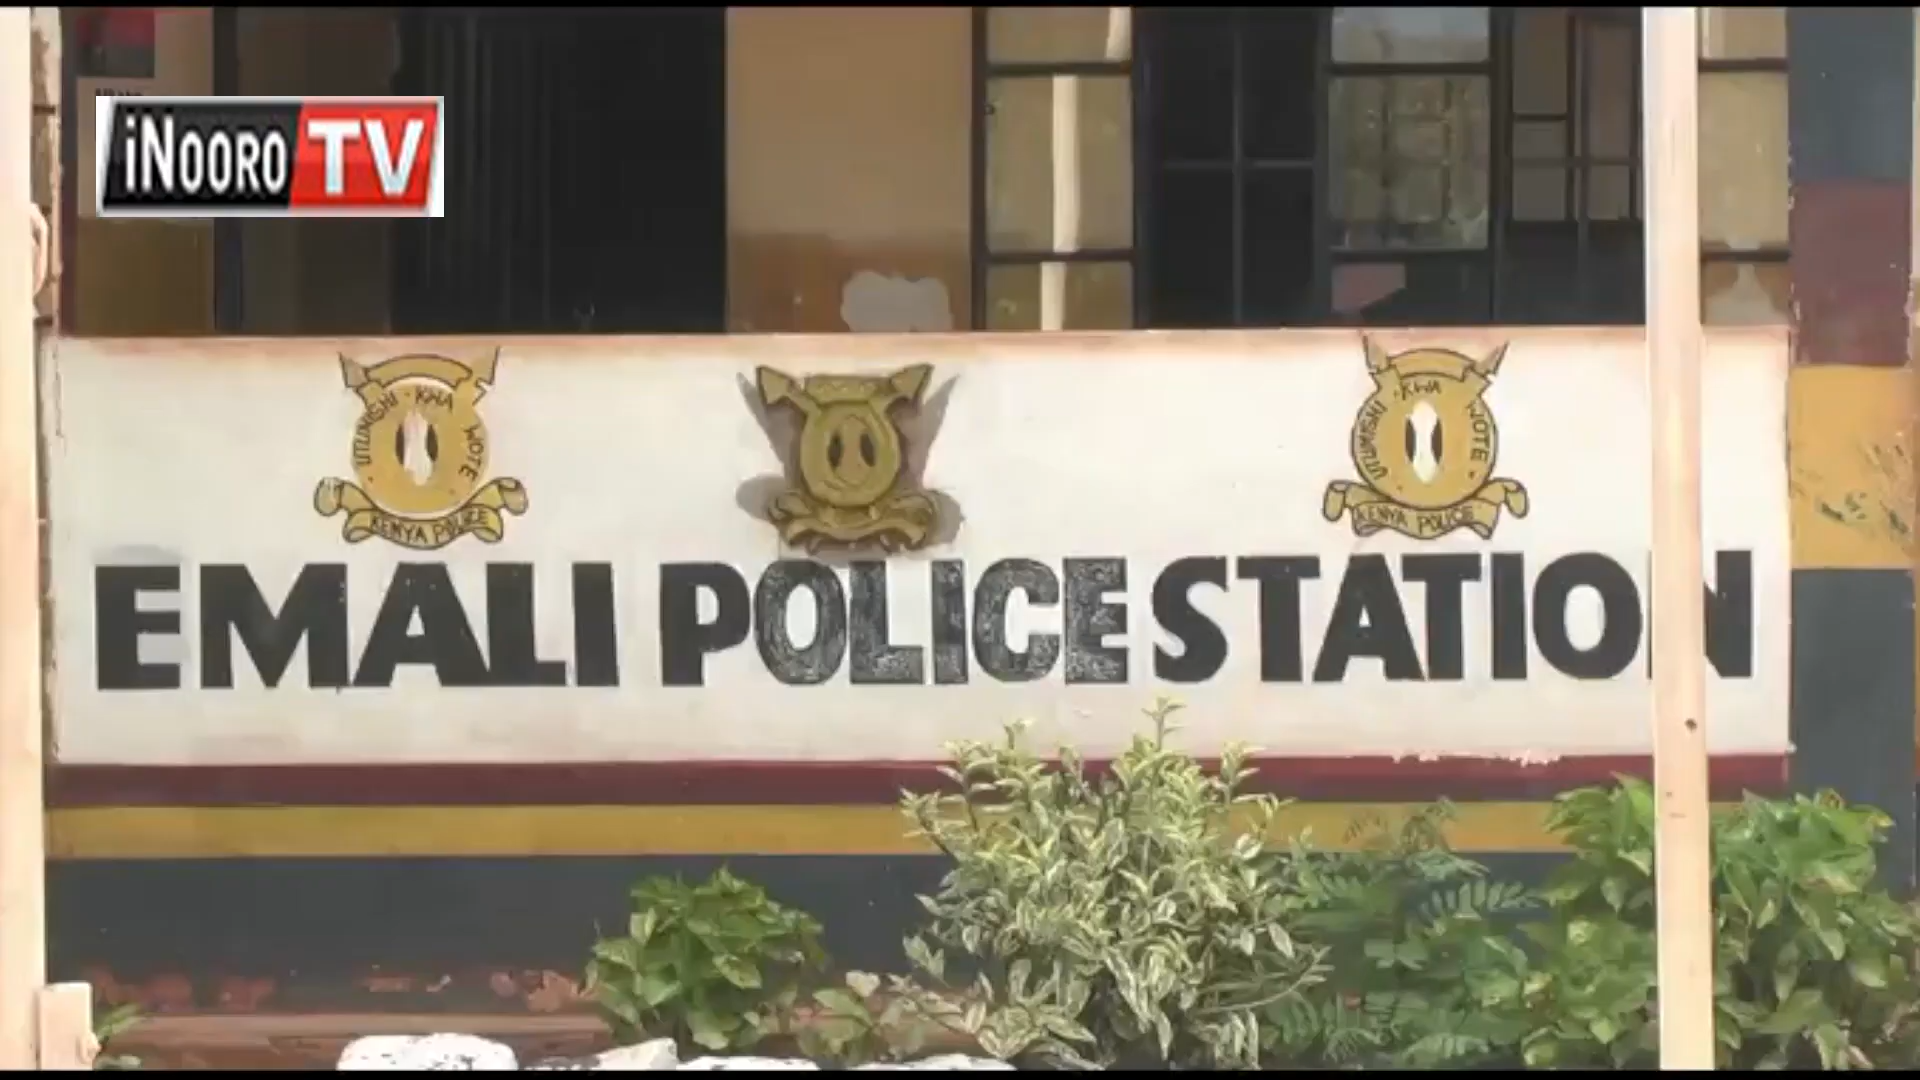 iNOORO TV
UTUMISHI · KWA WOTE ·
KENYA POLICE
· UTUMISHI · KWA WOTE ·
KENYA POLICE
EMALI POLICE STATION